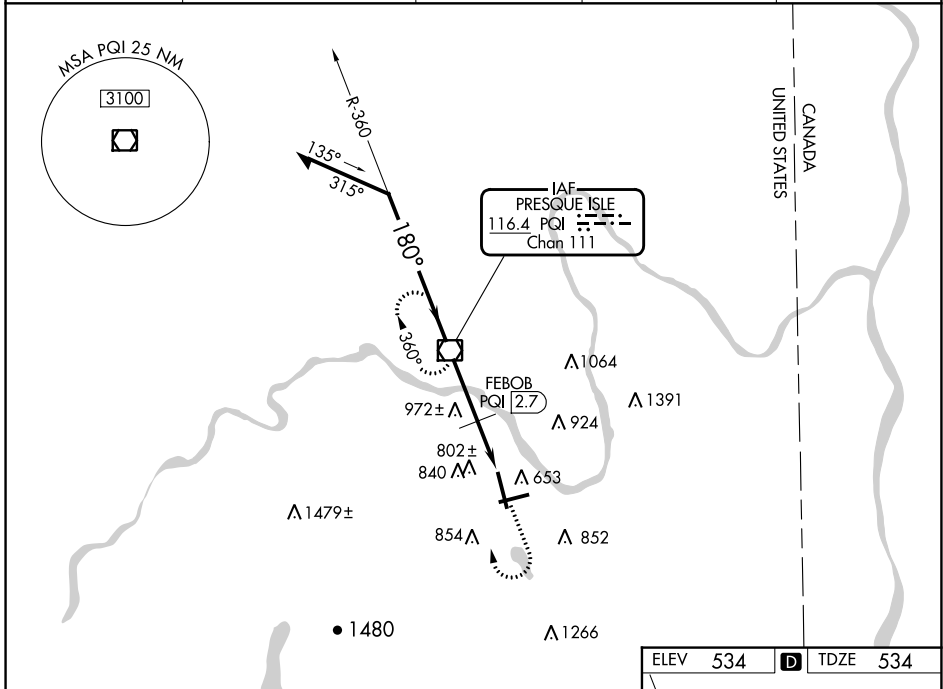 MSA PQI 25 NM
3100
R-360
135°
315°
180°
360°
IAF
PRESQUE ISLE
116.4 PQI
Chan 111
CANADA
UNITED STATES
FEBOB
PQI 2.7
1064
1391
972±
924
802±
840
653
1479±
854
852
1480
1266
ELEV 534 D TDZE 534